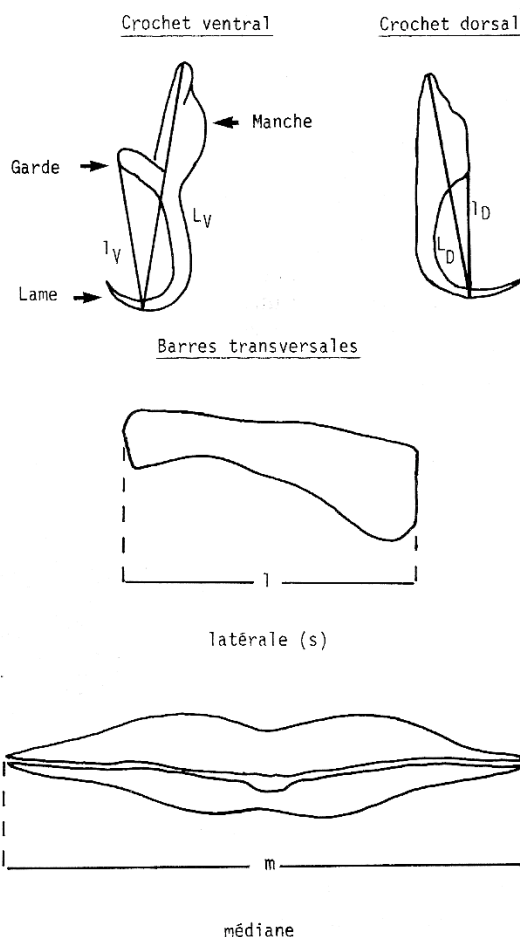 Crochet ventral
Crochet dorsal
Manche
Garde
L_V
l_D
l_V
L_D
Lame
Barres transversales
l
latérale (s)
m
médiane